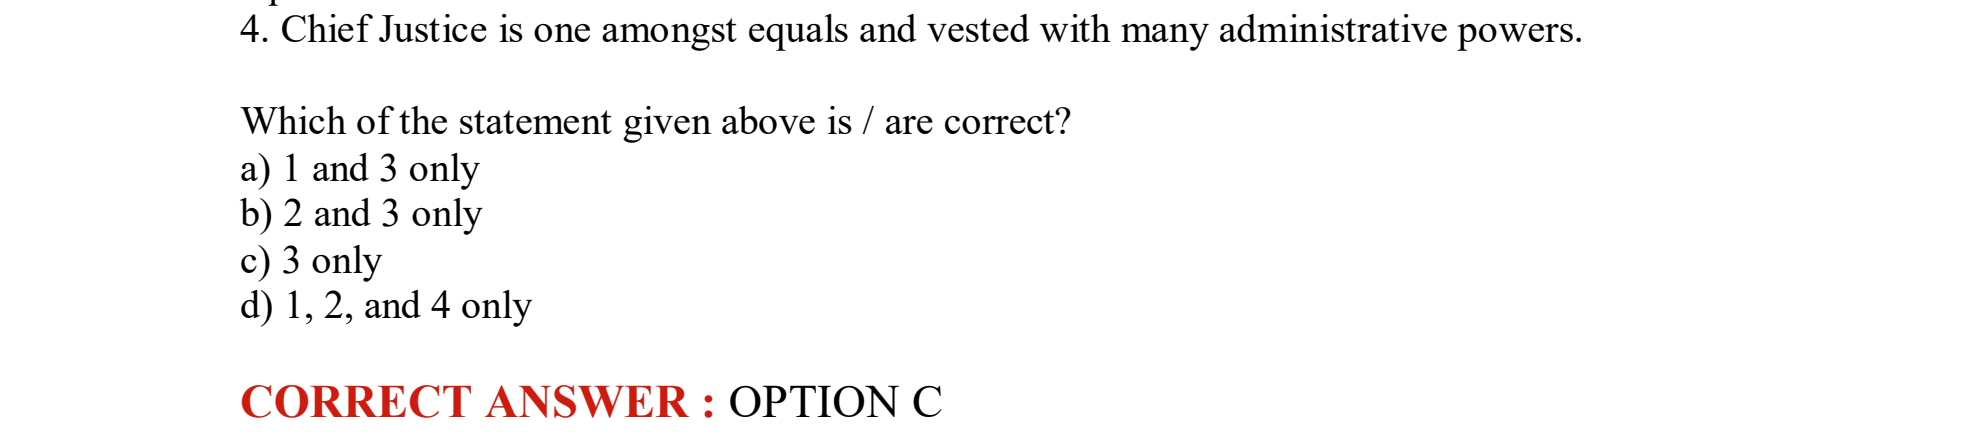 4. Chief Justice is one amongst equals and vested with many administrative powers.
Which of the statement given above is / are correct?
a) 1 and 3 only
b) 2 and 3 only
c) 3 only
d) 1, 2, and 4 only
CORRECT ANSWER : OPTION C